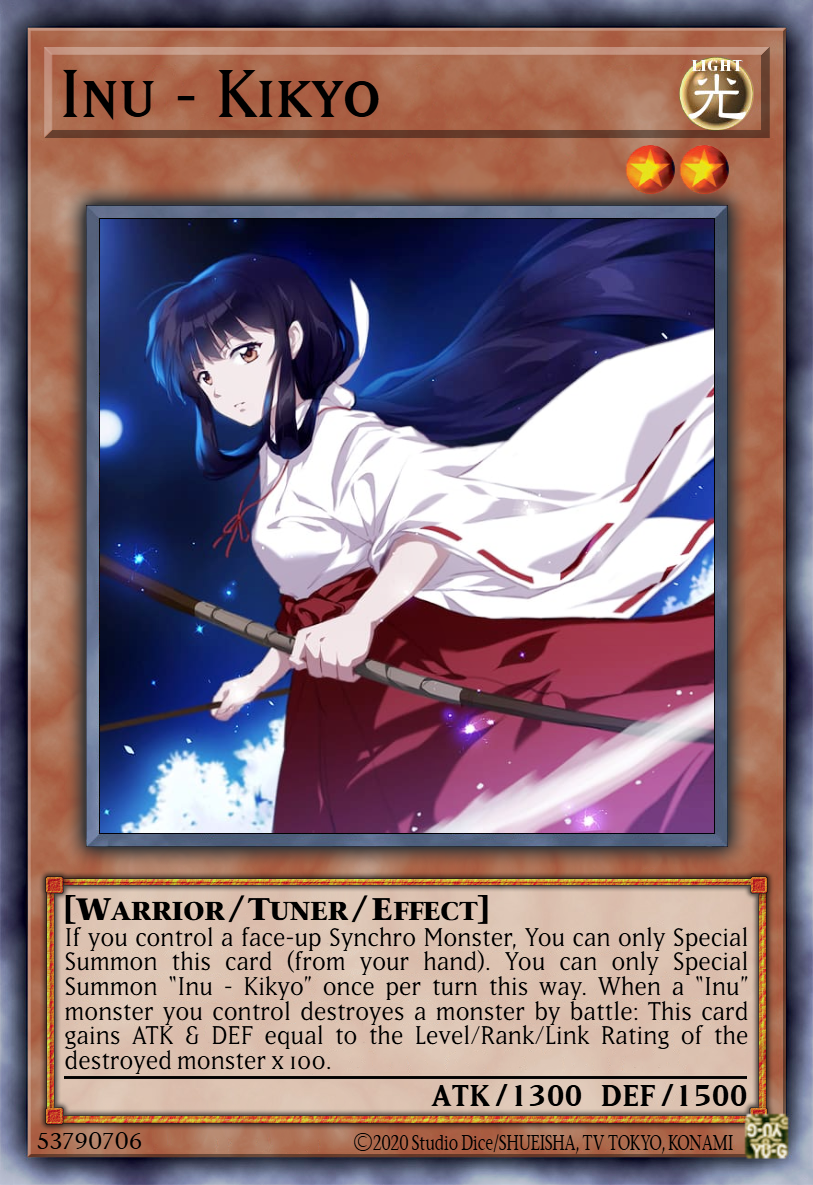 Inu - Kikyo
LIGHT
光
[Warrior/Tuner/Effect]
If you control a face-up Synchro Monster, You can only Special
Summon this card (from your hand). You can only Special
Summon "Inu - Kikyo" once per turn this way. When a "Inu"
monster you control destroyes a monster by battle: This card
gains ATK & DEF equal to the Level/Rank/Link Rating of the
destroyed monster x 100.
ATK/1300 DEF/1500
53790706
©2020 Studio Dice/SHUEISHA, TV TOKYO, KONAMI